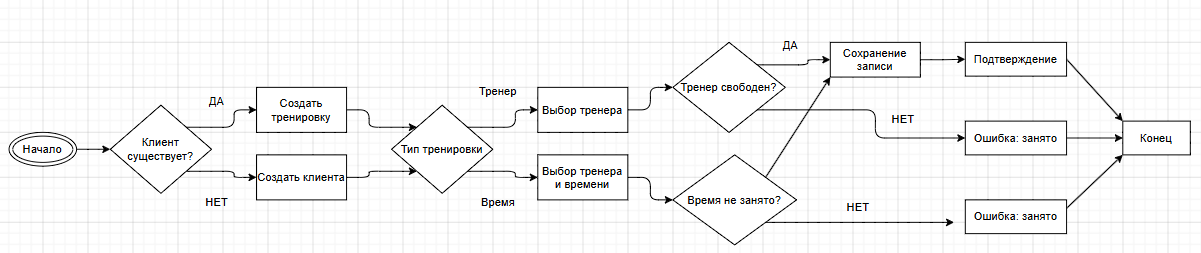 Начало
Клиент
существует?
ДА
НЕТ
Создать
тренировку
Создать клиента
Тип тренировки
Тренер
Время
Выбор тренера
Выбор тренера
и времени
Тренер свободен?
Время не занято?
ДА
НЕТ
НЕТ
Сохранение
записи
Подтверждение
Ошибка: занято
Ошибка: занято
Конец